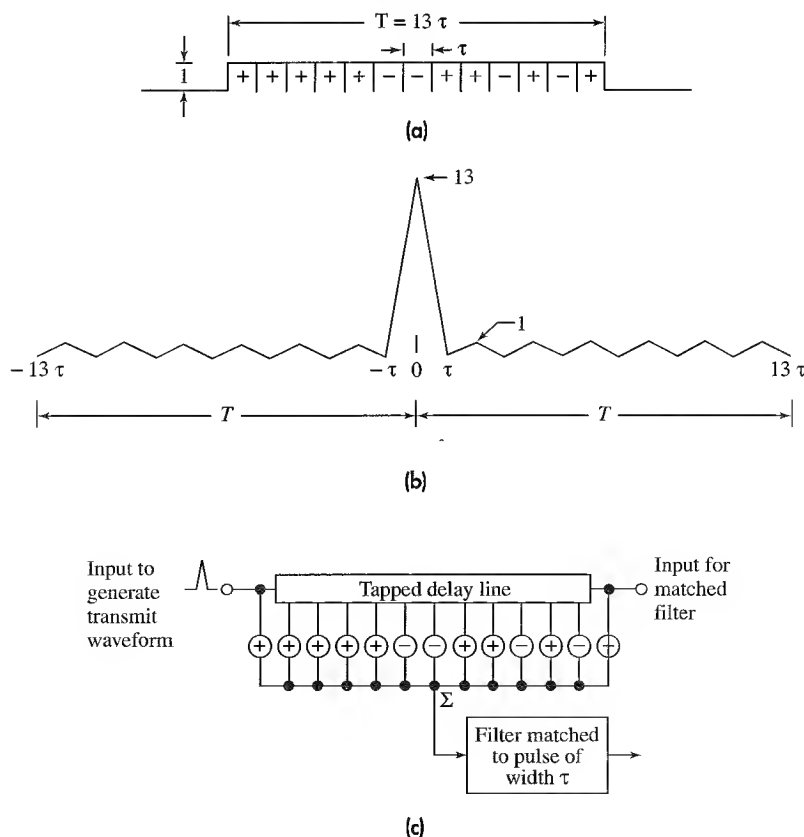 T = 13 τ
τ
1
+ + + + + − − + + − + − +
(a)
13
1
− 13 τ
− τ
0
τ
13 τ
T
T
(b)
Input to
generate
transmit
waveform
Tapped delay line
Input for
matched
filter
+ + + + + − − + + − + − +
Σ
Filter matched
to pulse of
width τ
(c)